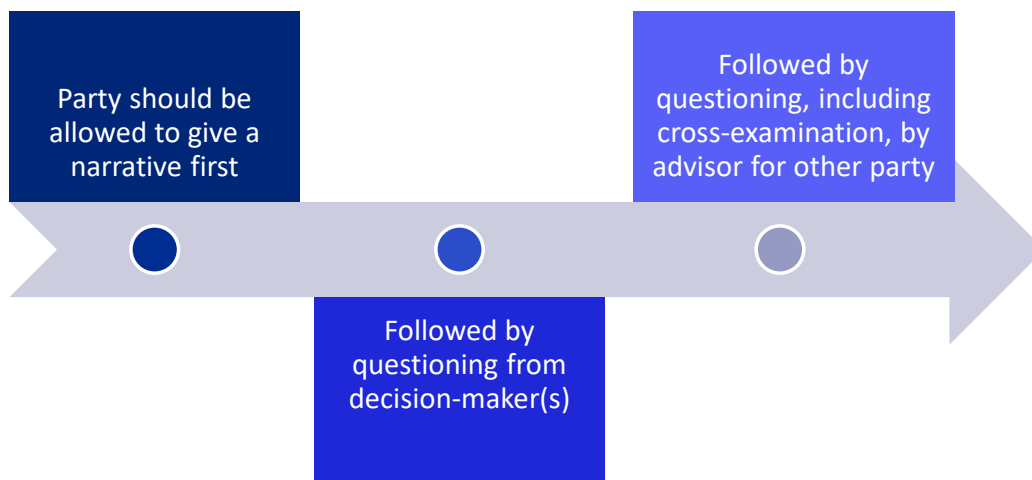 Party should be
allowed to give a
narrative first
Followed by
questioning from
decision-maker(s)
Followed by
questioning, including
cross-examination, by
advisor for other party